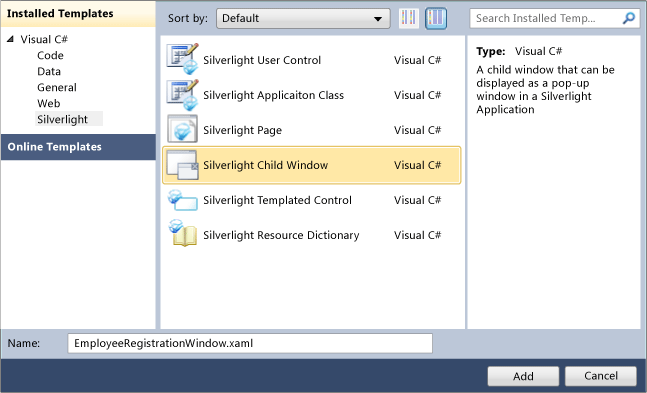 Installed Templates
Visual C#
Code
Data
General
Web
Silverlight
Online Templates
Sort by: Default
Silverlight User Control Visual C#
Silverlight Applicaiton Class Visual C#
Silverlight Page Visual C#
Silverlight Child Window Visual C#
Silverlight Templated Control Visual C#
Silverlight Resource Dictionary Visual C#
Search Installed Temp...
Type: Visual C#
A child window that can be
displayed as a pop-up
window in a Silverlight
Application
Name: EmployeeRegistrationWindow.xaml
Add Cancel